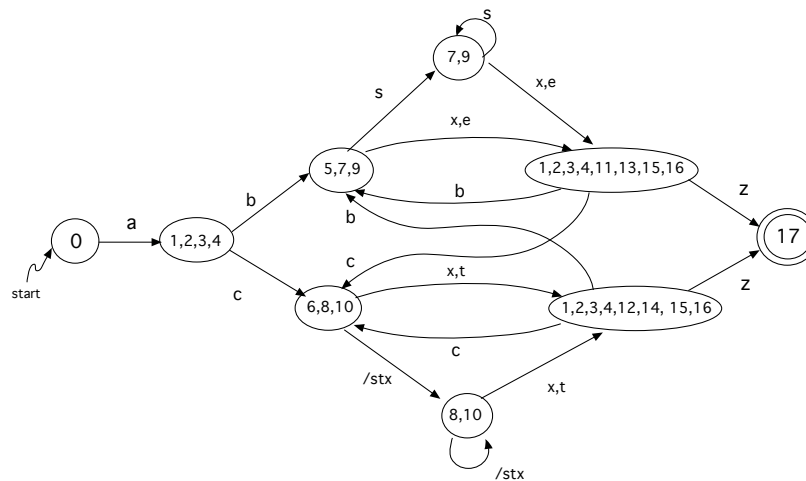 s
7,9
x,e
s
x,e
5,7,9
1,2,3,4,11,13,15,16
b
b
z
a
b
0
1,2,3,4
17
start
c
c
x,t
z
6,8,10
1,2,3,4,12,14, 15,16
c
/stx
x,t
8,10
/stx